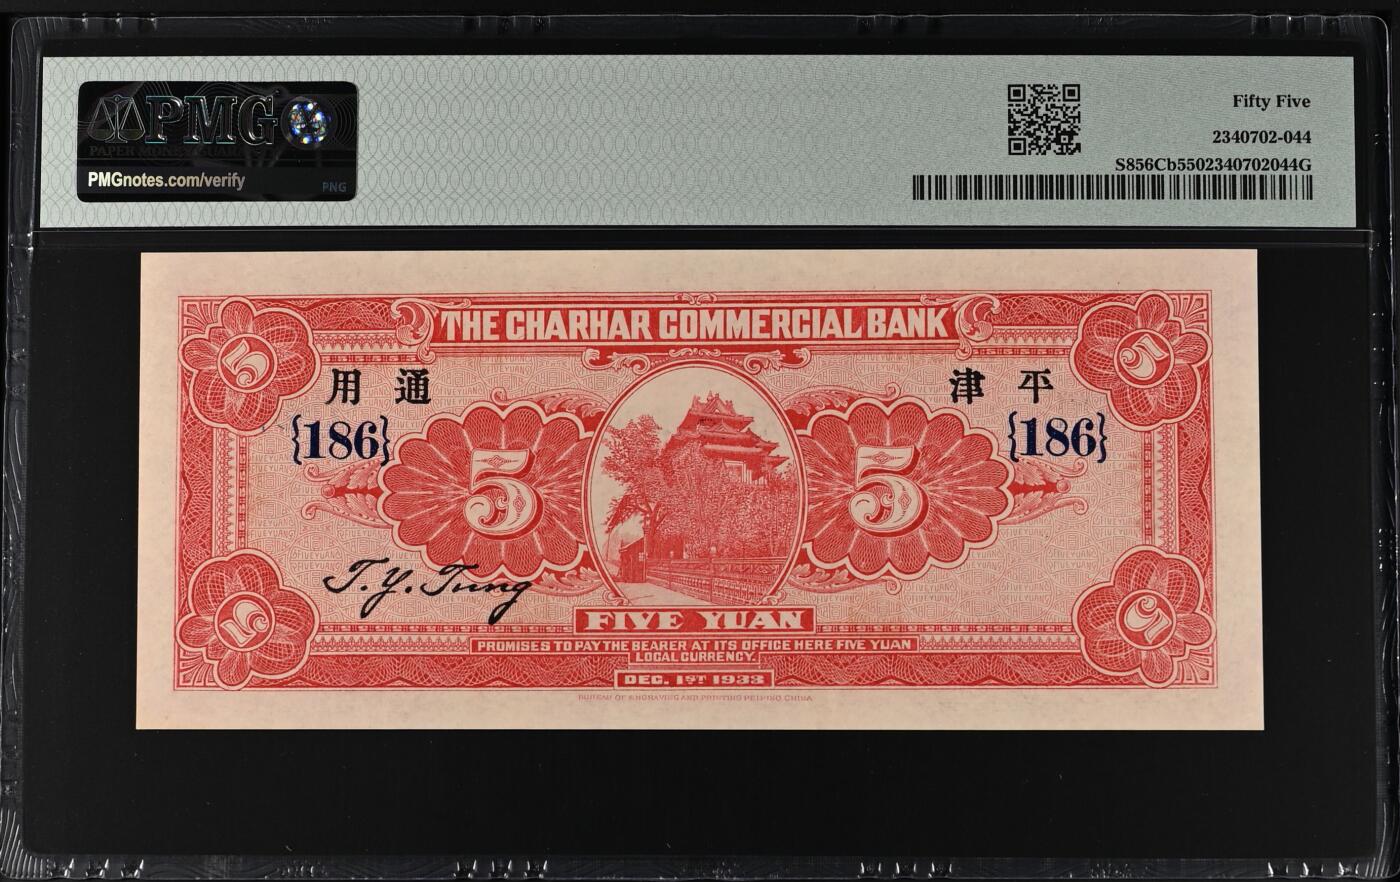 PMG
PAPER MONEY GUARANTY
PMGnotes.com/verify
PNG
Fifty Five
2340702-044
S856Cb5502340702044G
THE CHARHAR COMMERCIAL BANK
5
5
用 通
津 平
{186}
{186}
5
5
T. Y. Tung
5
5
FIVE YUAN
PROMISES TO PAY THE BEARER AT ITS OFFICE HERE FIVE YUAN
LOCAL CURRENCY.
DEC. 1ST 1933
BUREAU OF ENGRAVING AND PRINTING PEIPING CHINA